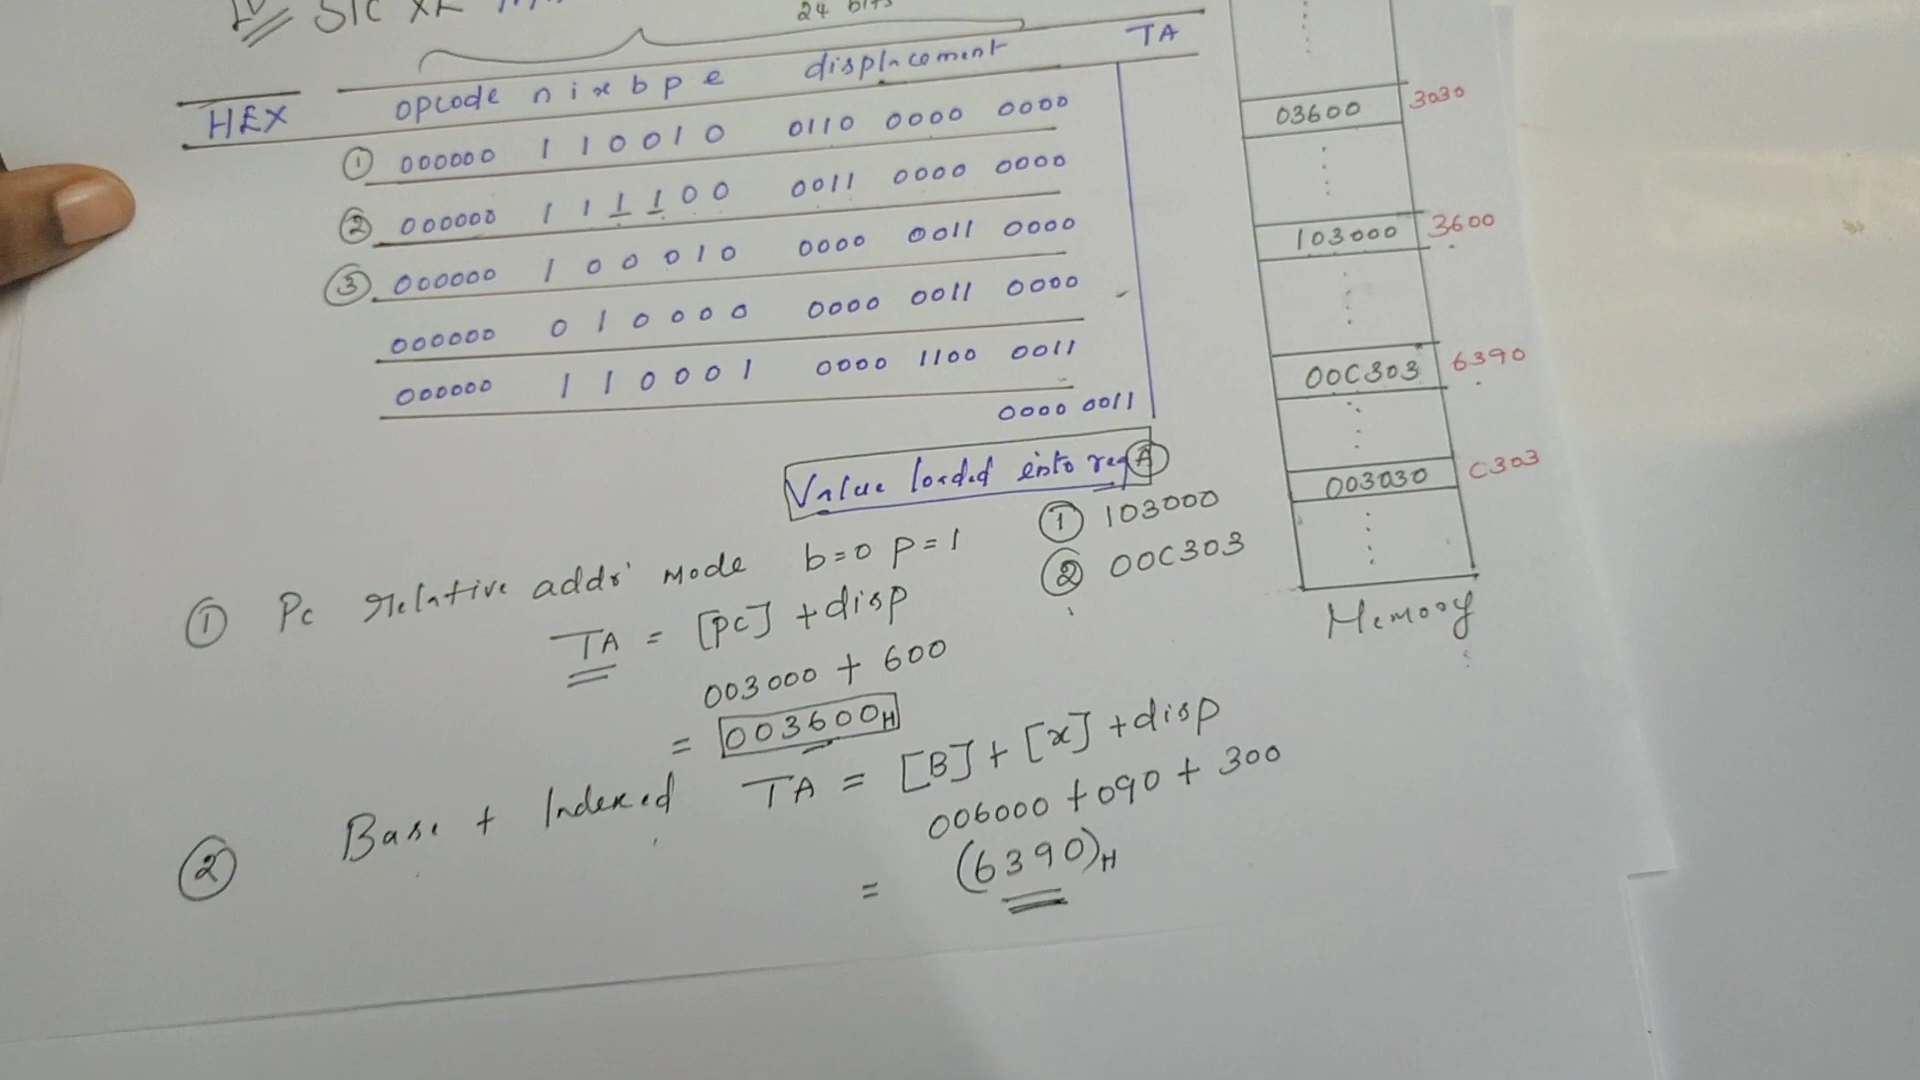 SIC XE
24 bits
HEX opcode n i x b p e displacement TA
① 000000 1 1 0 0 1 0 0110 0000 0000
② 000000 1 1 1 1 0 0 0011 0000 0000
③ 000000 1 0 0 0 1 0 0000 0011 0000
000000 0 1 0 0 0 0 0000 0011 0000
000000 1 1 0 0 0 1 0000 1100 0011
0000 0011
Value loaded into reg A
① 103000
② 00C303
① Pc relative addr' mode b=0 p=1
TA = [PC] + disp
003000 + 600
= 003600H
② Base + Indexed TA = [B] + [x] + disp
006000 + 090 + 300
= (6390)H
03600 3030
103000 3600
00C303 6390
003030 C303
Memory